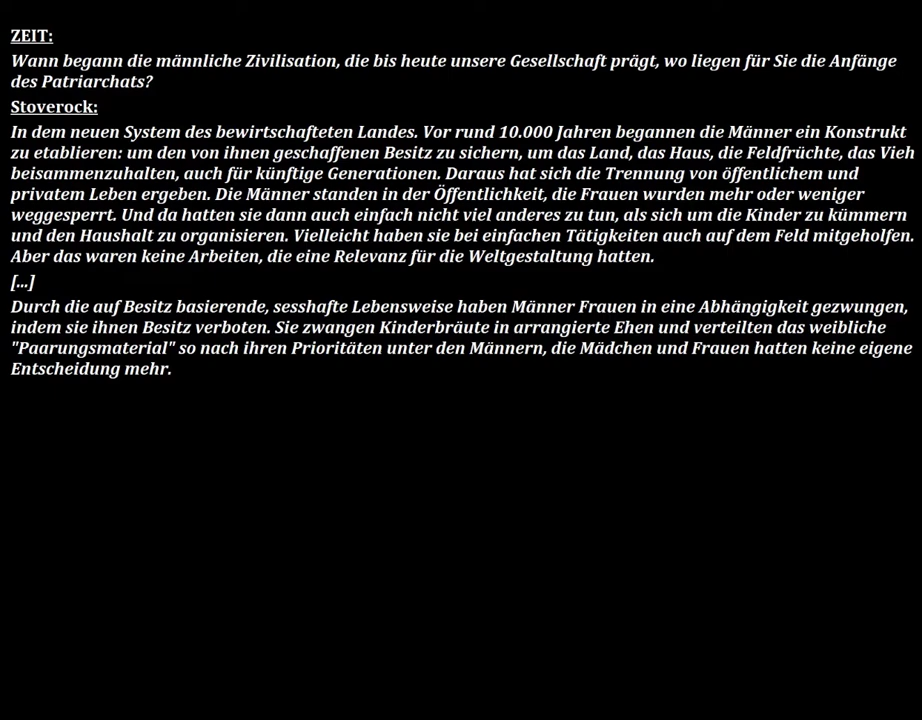 ZEIT:
Wann begann die männliche Zivilisation, die bis heute unsere Gesellschaft prägt, wo liegen für Sie die Anfänge
des Patriarchats?
Stoverock:
In dem neuen System des bewirtschafteten Landes. Vor rund 10.000 Jahren begannen die Männer ein Konstrukt
zu etablieren: um den von ihnen geschaffenen Besitz zu sichern, um das Land, das Haus, die Feldfrüchte, das Vieh
beisammenzuhalten, auch für künftige Generationen. Daraus hat sich die Trennung von öffentlichem und
privatem Leben ergeben. Die Männer standen in der Öffentlichkeit, die Frauen wurden mehr oder weniger
weggesperrt. Und da hatten sie dann auch einfach nicht viel anderes zu tun, als sich um die Kinder zu kümmern
und den Haushalt zu organisieren. Vielleicht haben sie bei einfachen Tätigkeiten auch auf dem Feld mitgeholfen.
Aber das waren keine Arbeiten, die eine Relevanz für die Weltgestaltung hatten.
[...]
Durch die auf Besitz basierende, sesshafte Lebensweise haben Männer Frauen in eine Abhängigkeit gezwungen,
indem sie ihnen Besitz verboten. Sie zwangen Kinderbräute in arrangierte Ehen und verteilten das weibliche
"Paarungsmaterial" so nach ihren Prioritäten unter den Männern, die Mädchen und Frauen hatten keine eigene
Entscheidung mehr.